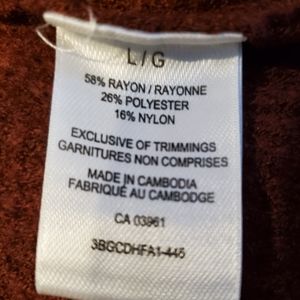 L / G
58% RAYON / RAYONNE
26% POLYESTER
16% NYLON
EXCLUSIVE OF TRIMMINGS
GARNITURES NON COMPRISES
MADE IN CAMBODIA
FABRIQUÉ AU CAMBODGE
CA 03961
3BGCDHFA1-445